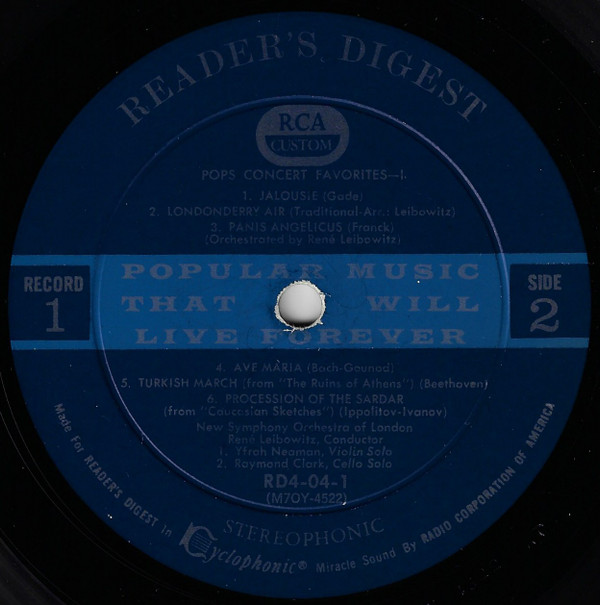 READER'S DIGEST
RCA
CUSTOM
POPS CONCERT FAVORITES—I
1. JALOUSIE (Gade)
2. LONDONDERRY AIR (Traditional-Arr.: Leibowitz)
3. PANIS ANGELICUS (Franck)
(Orchestrated by René Leibowitz)
RECORD
1
POPULAR MUSIC
THAT WILL
LIVE FOREVER
SIDE
2
4. AVE MARIA (Bach-Gounod)
5. TURKISH MARCH (from "The Ruins of Athens") (Beethoven)
6. PROCESSION OF THE SARDAR
(from "Caucasian Sketches") (Ippolitov-Ivanov)
New Symphony Orchestra of London
René Leibowitz, Conductor
1. Yfrah Neaman, Violin Solo
2. Raymond Clark, Cello Solo
RD4-04-1
(M7OY-4522)
STEREOPHONIC
Made For READER'S DIGEST in Cyclophonic® Miracle Sound By RADIO CORPORATION OF AMERICA